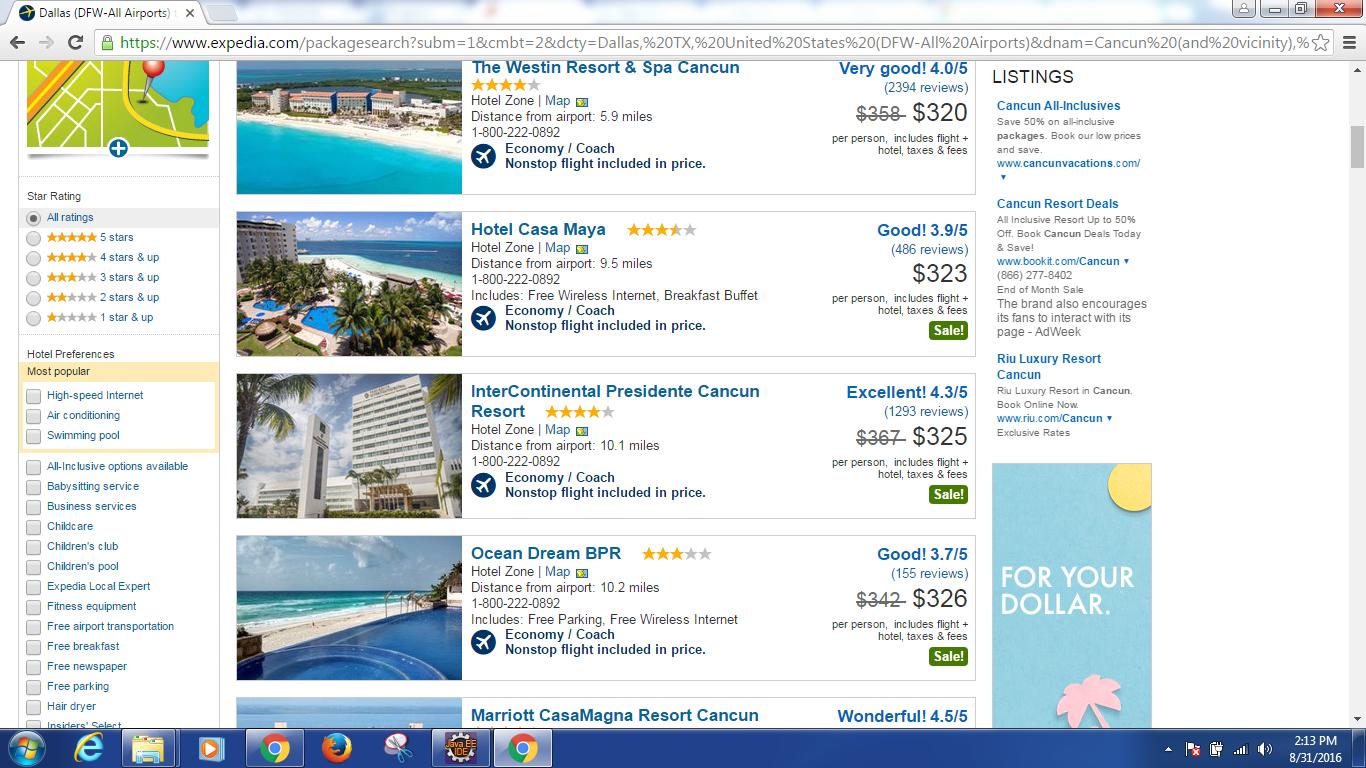 Dallas (DFW-All Airports) t
https://www.expedia.com/packagesearch?subm=1&cmbt=2&dcty=Dallas,%20TX,%20United%20States%20(DFW-All%20Airports)&dnam=Cancun%20(and%20vicinity),%
Star Rating
All ratings
5 stars
4 stars & up
3 stars & up
2 stars & up
1 star & up
Hotel Preferences
Most popular
High-speed Internet
Air conditioning
Swimming pool
All-Inclusive options available
Babysitting service
Business services
Childcare
Children's club
Children's pool
Expedia Local Expert
Fitness equipment
Free airport transportation
Free breakfast
Free newspaper
Free parking
Hair dryer
Insiders' Select
The Westin Resort & Spa Cancun
Hotel Zone | Map
Distance from airport: 5.9 miles
1-800-222-0892
Economy / Coach
Nonstop flight included in price.
Very good! 4.0/5
(2394 reviews)
$358 $320
per person, includes flight +
hotel, taxes & fees
Hotel Casa Maya
Hotel Zone | Map
Distance from airport: 9.5 miles
1-800-222-0892
Includes: Free Wireless Internet, Breakfast Buffet
Economy / Coach
Nonstop flight included in price.
Good! 3.9/5
(486 reviews)
$323
per person, includes flight +
hotel, taxes & fees
Sale!
InterContinental Presidente Cancun
Resort
Hotel Zone | Map
Distance from airport: 10.1 miles
1-800-222-0892
Economy / Coach
Nonstop flight included in price.
Excellent! 4.3/5
(1293 reviews)
$367 $325
per person, includes flight +
hotel, taxes & fees
Sale!
Ocean Dream BPR
Hotel Zone | Map
Distance from airport: 10.2 miles
1-800-222-0892
Includes: Free Parking, Free Wireless Internet
Economy / Coach
Nonstop flight included in price.
Good! 3.7/5
(155 reviews)
$342 $326
per person, includes flight +
hotel, taxes & fees
Sale!
Marriott CasaMagna Resort Cancun
Wonderful! 4.5/5
LISTINGS
Cancun All-Inclusives
Save 50% on all-inclusive
packages. Book our low prices
and save.
www.cancunvacations.com/
Cancun Resort Deals
All Inclusive Resort Up to 50%
Off. Book Cancun Deals Today
& Save!
www.bookit.com/Cancun
(866) 277-8402
End of Month Sale
The brand also encourages
its fans to interact with its
page - AdWeek
Riu Luxury Resort
Cancun
Riu Luxury Resort in Cancun.
Book Online Now.
www.riu.com/Cancun
Exclusive Rates
FOR YOUR
DOLLAR.
Java EE
IDE
2:13 PM
8/31/2016